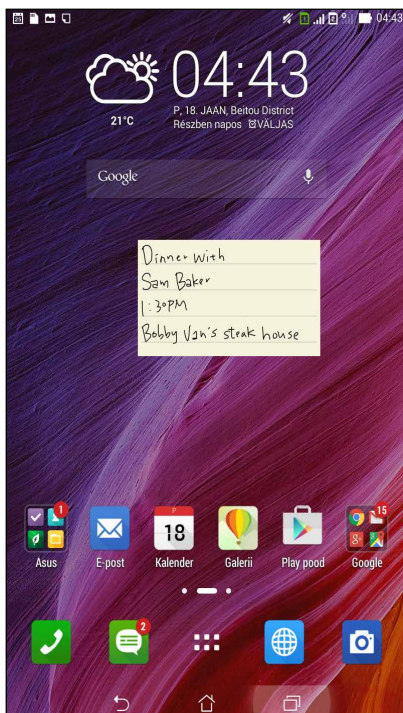 04:43
04:43
21°C
P, 18. JAAN, Beitou District
Részben napos VÄLJAS
Google
Dinner with
Sam Baker
1:30PM
Bobby Van's steak house
1
15
P
18
Asus
E-post
Kalender
Galerii
Play pood
Google
2